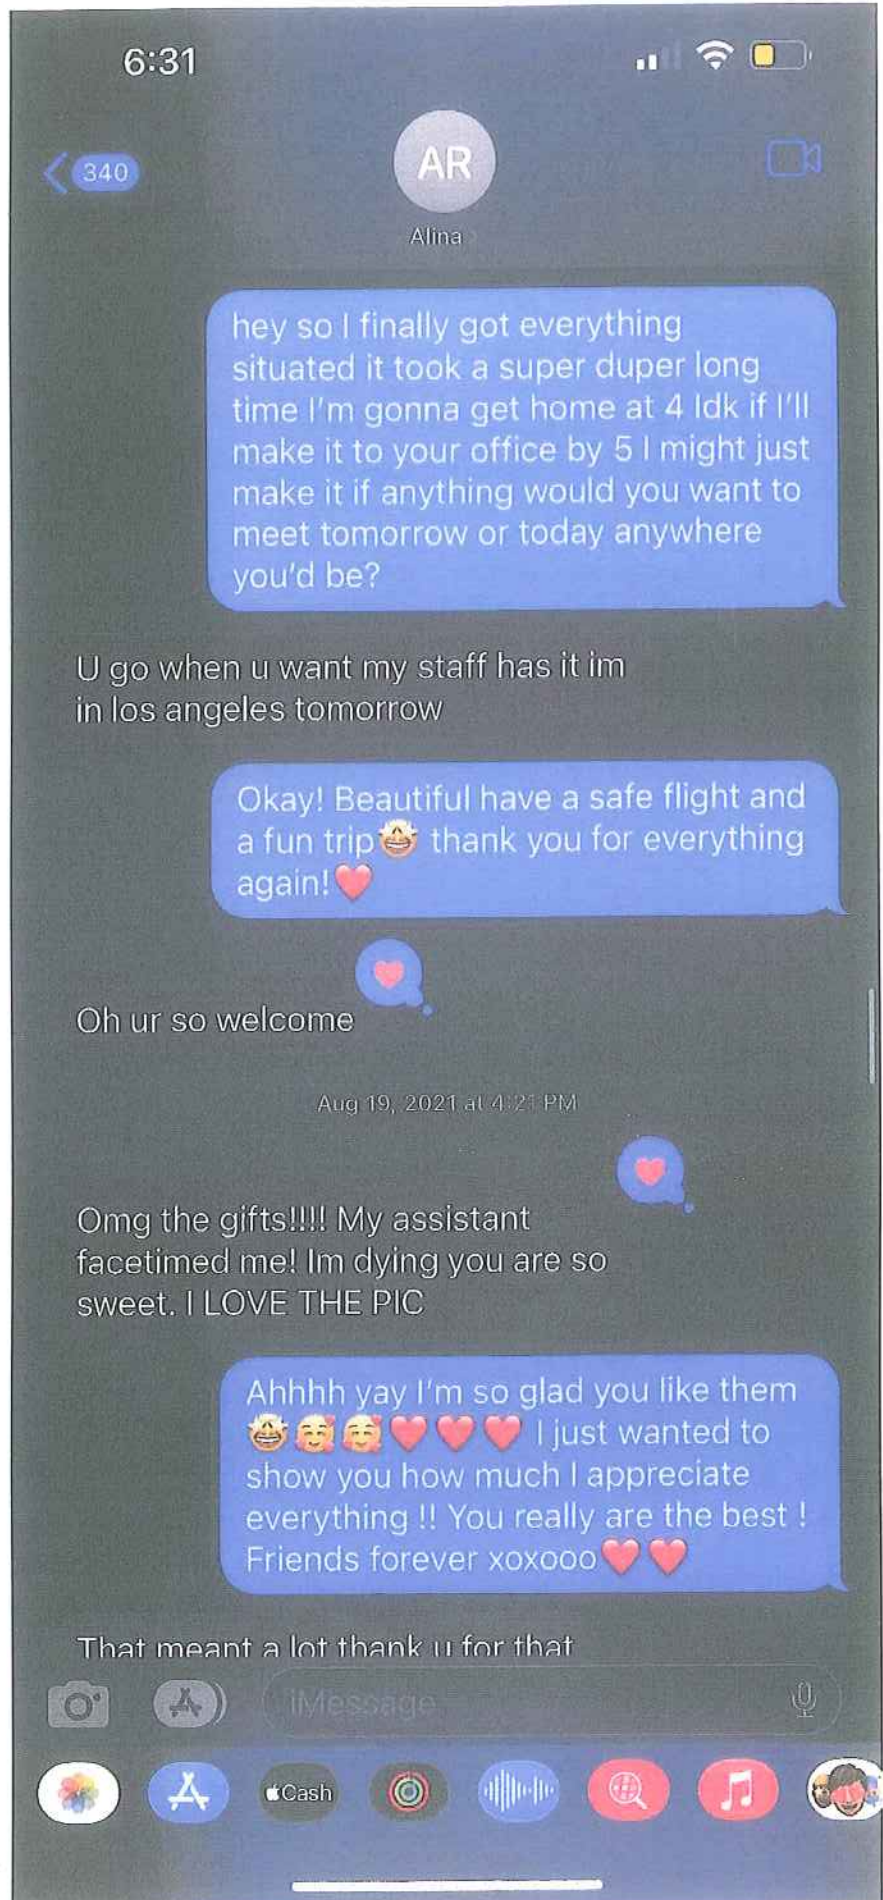 6:31
340
AR
Alina
hey so I finally got everything
situated it took a super duper long
time I'm gonna get home at 4 Idk if I'll
make it to your office by 5 I might just
make it if anything would you want to
meet tomorrow or today anywhere
you'd be?
U go when u want my staff has it im
in los angeles tomorrow
Okay! Beautiful have a safe flight and
a fun trip🤩 thank you for everything
again!❤️
Oh ur so welcome
Aug 19, 2021 at 4:21 PM
Omg the gifts!!!! My assistant
facetimed me! Im dying you are so
sweet. I LOVE THE PIC
Ahhhh yay I'm so glad you like them
🤩🥰🥰❤️❤️❤️ I just wanted to
show you how much I appreciate
everything !! You really are the best !
Friends forever xoxooo❤️❤️
That meant a lot thank u for that
iMessage
Cash